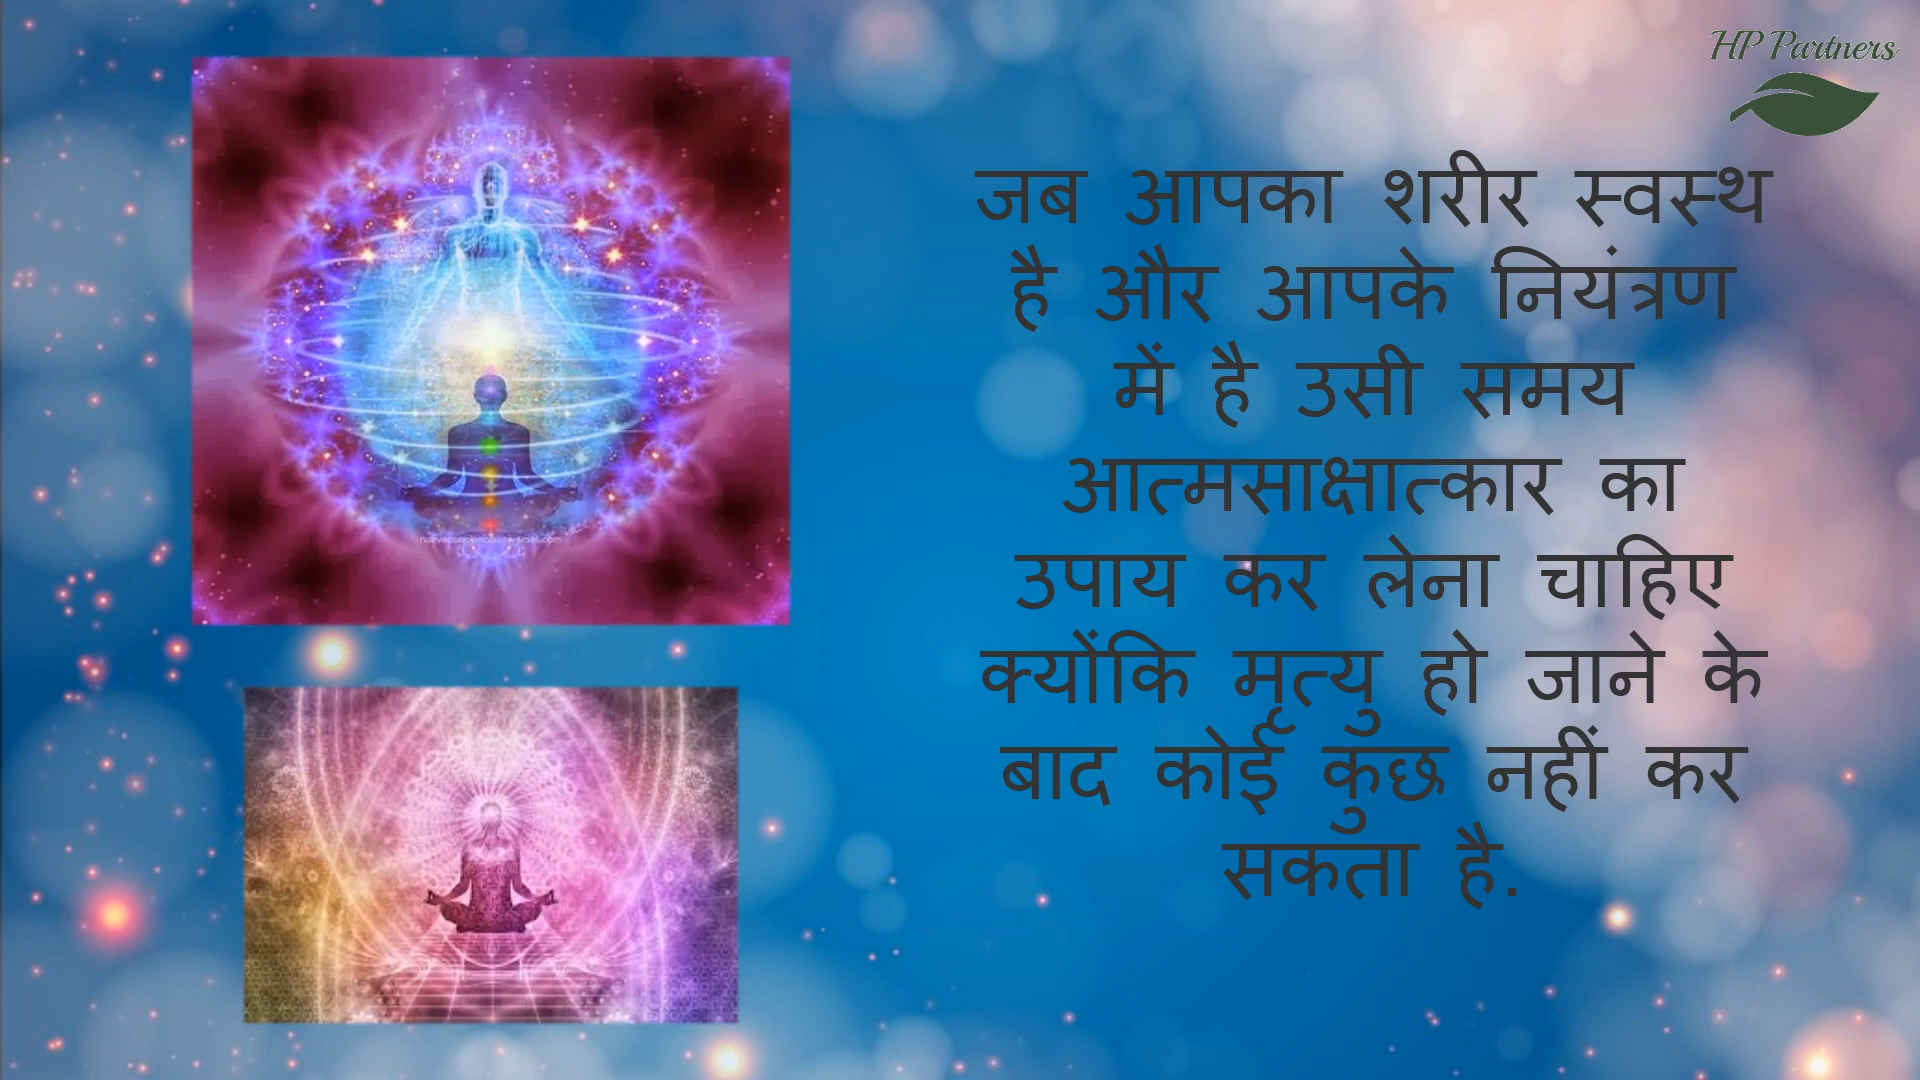 HP Partners
जब आपका शरीर स्वस्थ
है और आपके नियंत्रण
में है उसी समय
आत्मसाक्षात्कार का
उपाय कर लेना चाहिए
क्योंकि मृत्यु हो जाने के
बाद कोई कुछ नहीं कर
सकता है.